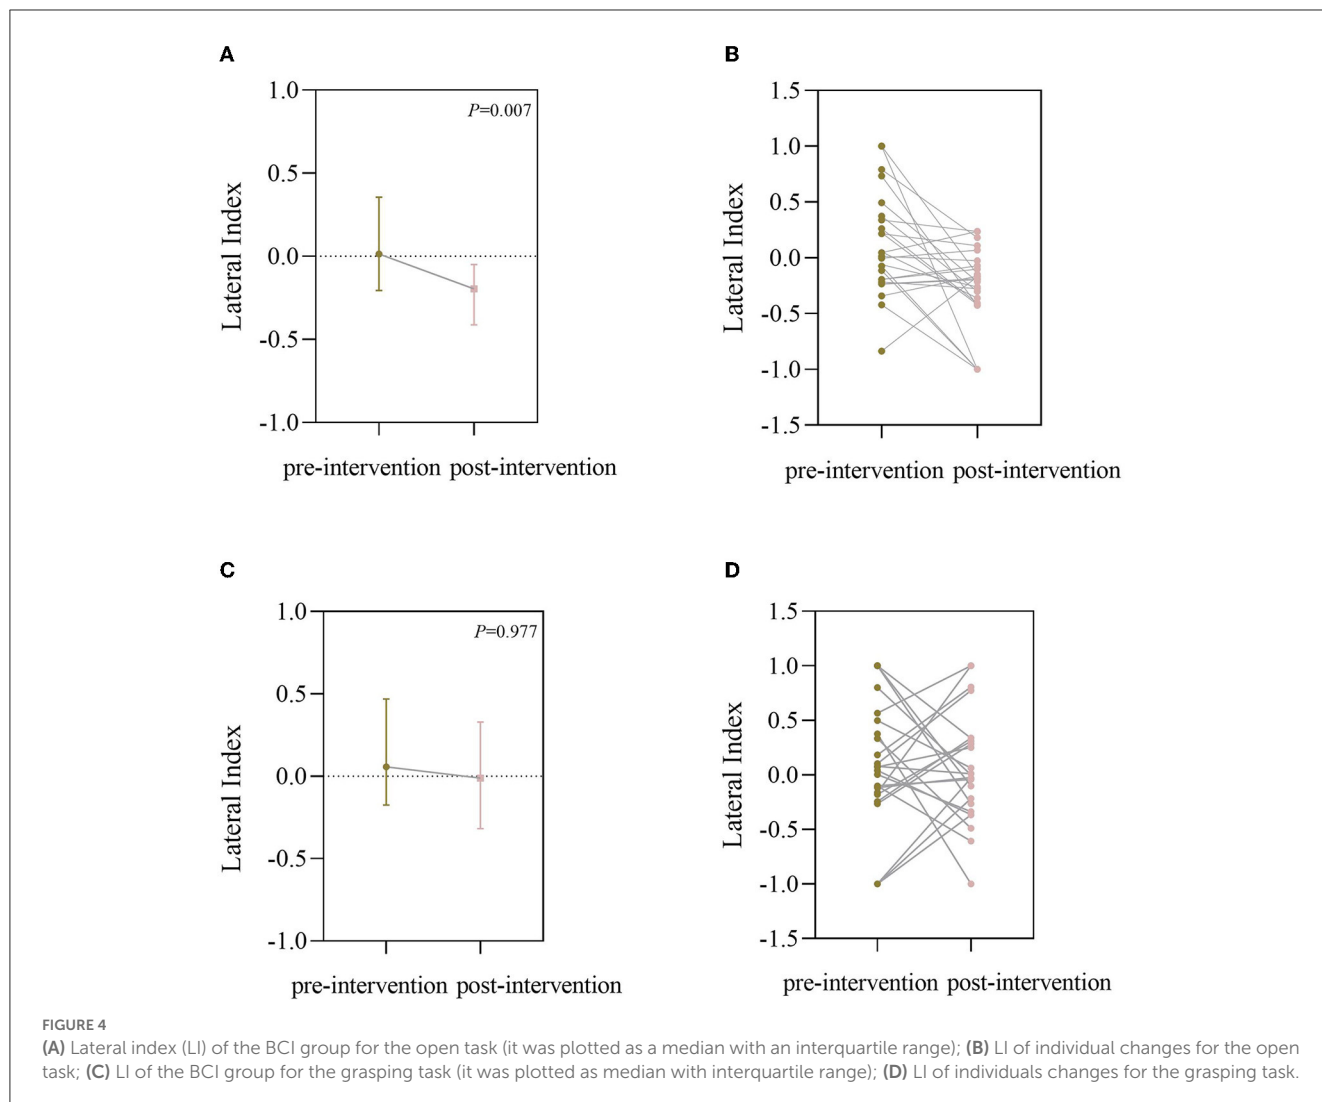 A
1.0
0.5
0.0
-0.5
-1.0
Lateral Index
P=0.007
pre-intervention post-intervention
B
1.5
1.0
0.5
0.0
-0.5
-1.0
-1.5
Lateral Index
pre-intervention post-intervention
C
1.0
0.5
0.0
-0.5
-1.0
Lateral Index
P=0.977
pre-intervention post-intervention
D
1.5
1.0
0.5
0.0
-0.5
-1.0
-1.5
Lateral Index
pre-intervention post-intervention
FIGURE 4
(A) Lateral index (LI) of the BCI group for the open task (it was plotted as a median with an interquartile range); (B) LI of individual changes for the open
task; (C) LI of the BCI group for the grasping task (it was plotted as median with interquartile range); (D) LI of individuals changes for the grasping task.